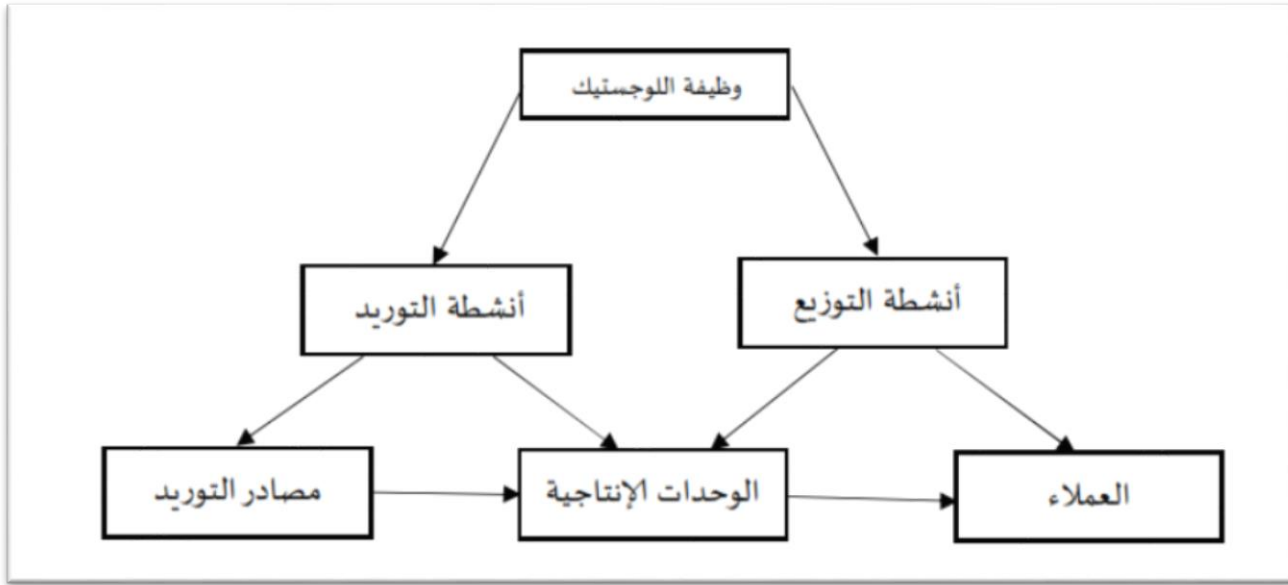 وظيفة اللوجستيك
أنشطة التوزيع
أنشطة التوريد
العملاء
الوحدات الإنتاجية
مصادر التوريد